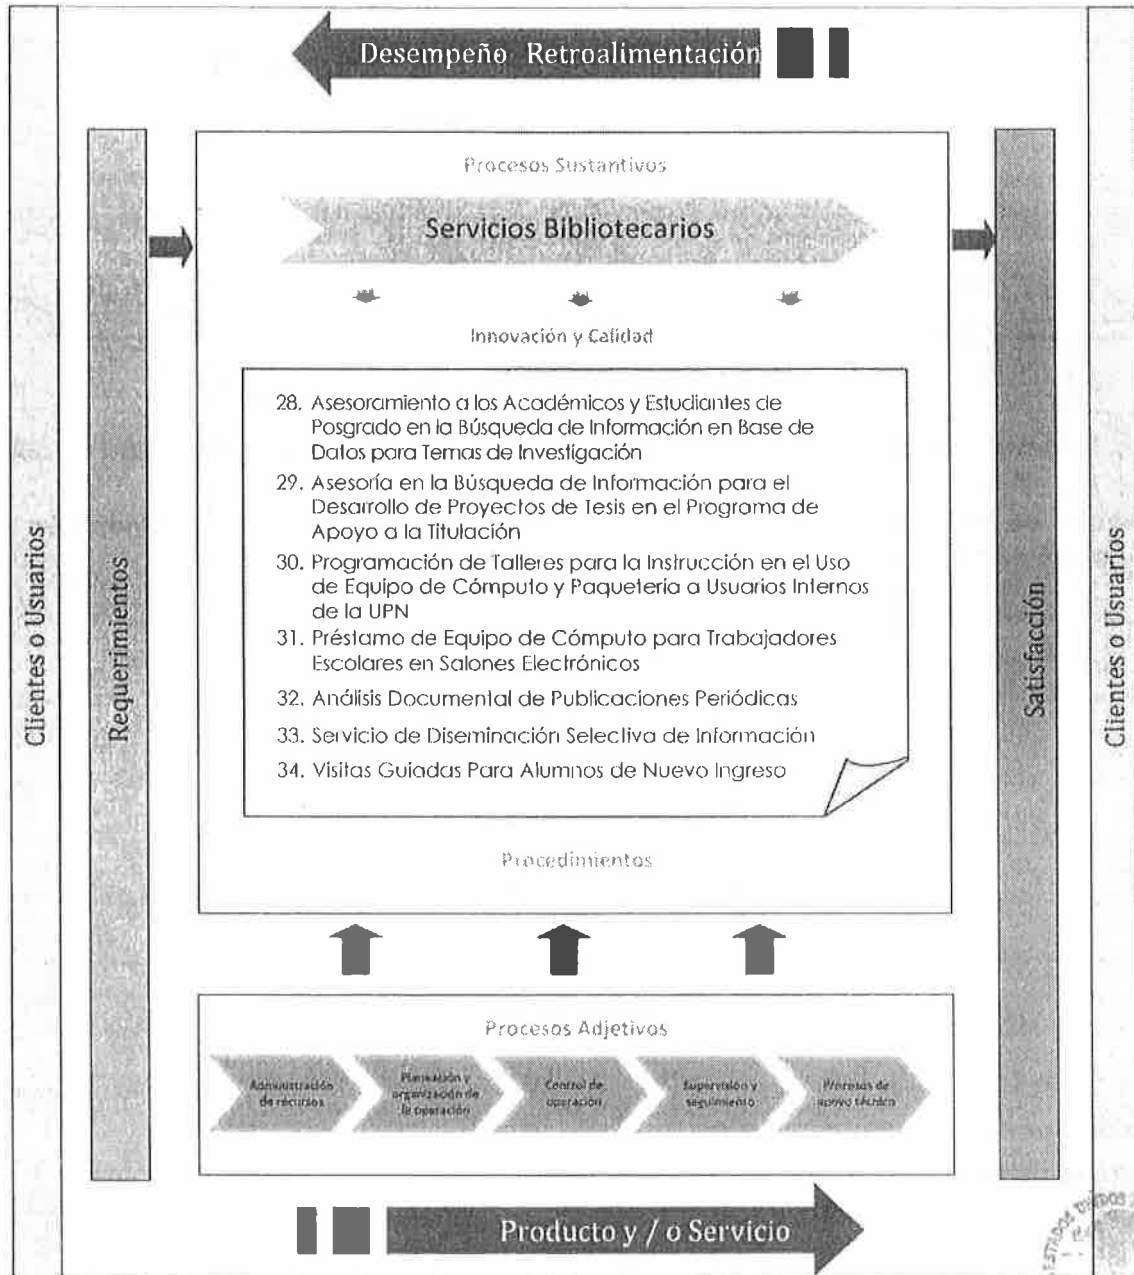 Desempeño Retroalimentación
Clientes o Usuarios
Requerimientos
Procesos Sustantivos
Servicios Bibliotecarios
Innovación y Calidad
28. Asesoramiento a los Académicos y Estudiantes de
Posgrado en la Búsqueda de Información en Base de
Datos para Temas de Investigación
29. Asesoría en la Búsqueda de Información para el
Desarrollo de Proyectos de Tesis en el Programa de
Apoyo a la Titulación
30. Programación de Talleres para la Instrucción en el Uso
de Equipo de Cómputo y Paquetería a Usuarios Internos
de la UPN
31. Préstamo de Equipo de Cómputo para Trabajadores
Escolares en Salones Electrónicos
32. Análisis Documental de Publicaciones Periódicas
33. Servicio de Diseminación Selectiva de Información
34. Visitas Guiadas Para Alumnos de Nuevo Ingreso
Procedimientos
Satisfacción
Clientes o Usuarios
Procesos Adjetivos
Administración
de recursos
Planeación y
organización de
la operación
Control de
operación
Supervisión y
seguimiento
Procesos de
apoyo técnico
Producto y / o Servicio
ESTADOS UNIDOS